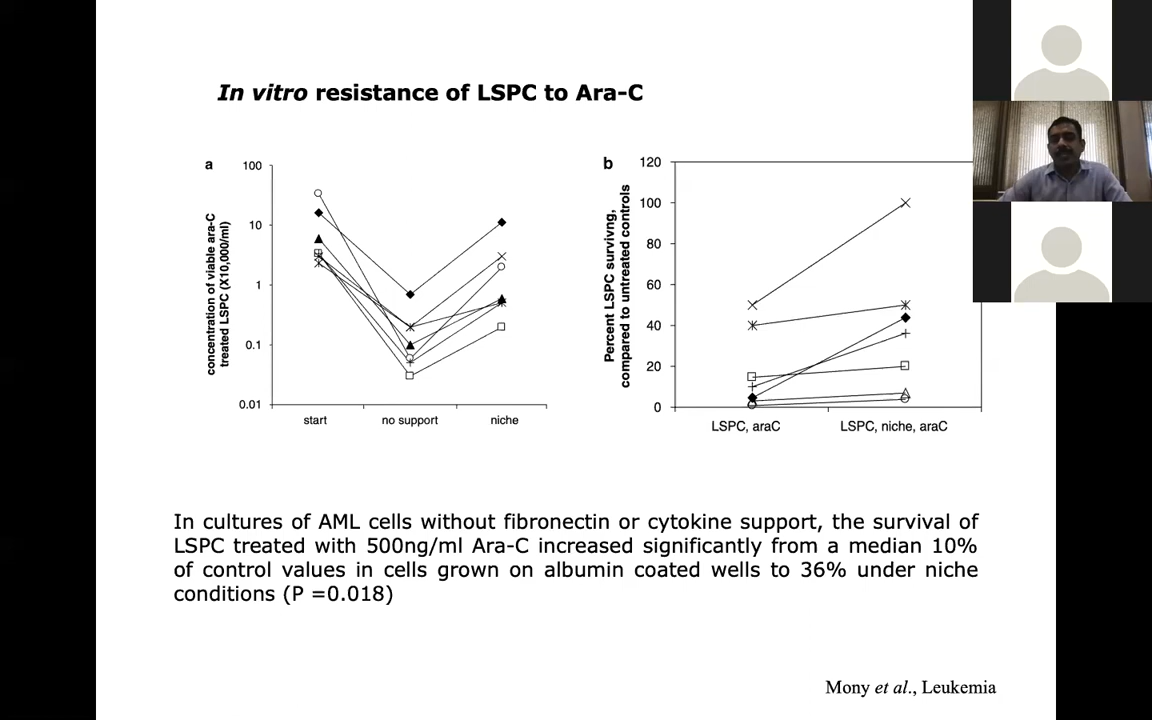 In vitro resistance of LSPC to Ara-C
a
concentration of viable ara-C
treated LSPC (X10,000/ml)
100
10
1
0.1
0.01
start
no support
niche
b
Percent LSPC survivng,
compared to untreated controls
120
100
80
60
40
20
0
LSPC, araC
LSPC, niche, araC
In cultures of AML cells without fibronectin or cytokine support, the survival of
LSPC treated with 500ng/ml Ara-C increased significantly from a median 10%
of control values in cells grown on albumin coated wells to 36% under niche
conditions (P =0.018)
Mony et al., Leukemia